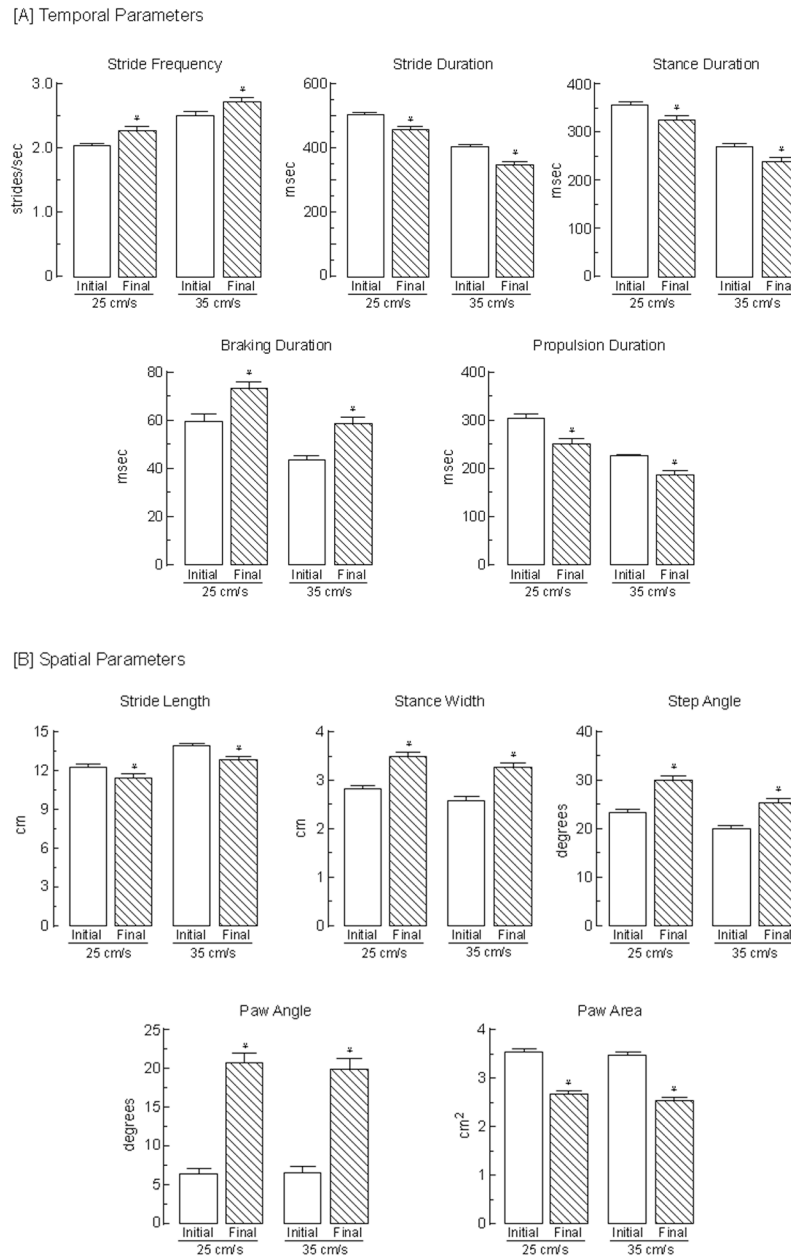 [A] Temporal Parameters
Stride Frequency
Stride Duration
Stance Duration
3.0
2.0
1.0
0
strides/sec
Initial Final Initial Final
25 cm/s 35 cm/s
600
400
200
0
msec
Initial Final Initial Final
25 cm/s 35 cm/s
400
300
200
100
0
msec
Initial Final Initial Final
25 cm/s 35 cm/s
Braking Duration
Propulsion Duration
80
60
40
20
0
msec
Initial Final Initial Final
25 cm/s 35 cm/s
400
300
200
100
0
msec
Initial Final Initial Final
25 cm/s 35 cm/s
[B] Spatial Parameters
Stride Length
Stance Width
Step Angle
15
12
9
6
3
0
cm
Initial Final Initial Final
25 cm/s 35 cm/s
4
3
2
1
0
cm
Initial Final Initial Final
25 cm/s 35 cm/s
40
30
20
10
0
degrees
Initial Final Initial Final
25 cm/s 35 cm/s
Paw Angle
Paw Area
25
20
15
10
5
0
degrees
Initial Final Initial Final
25 cm/s 35 cm/s
4
3
2
1
0
cm²
Initial Final Initial Final
25 cm/s 35 cm/s